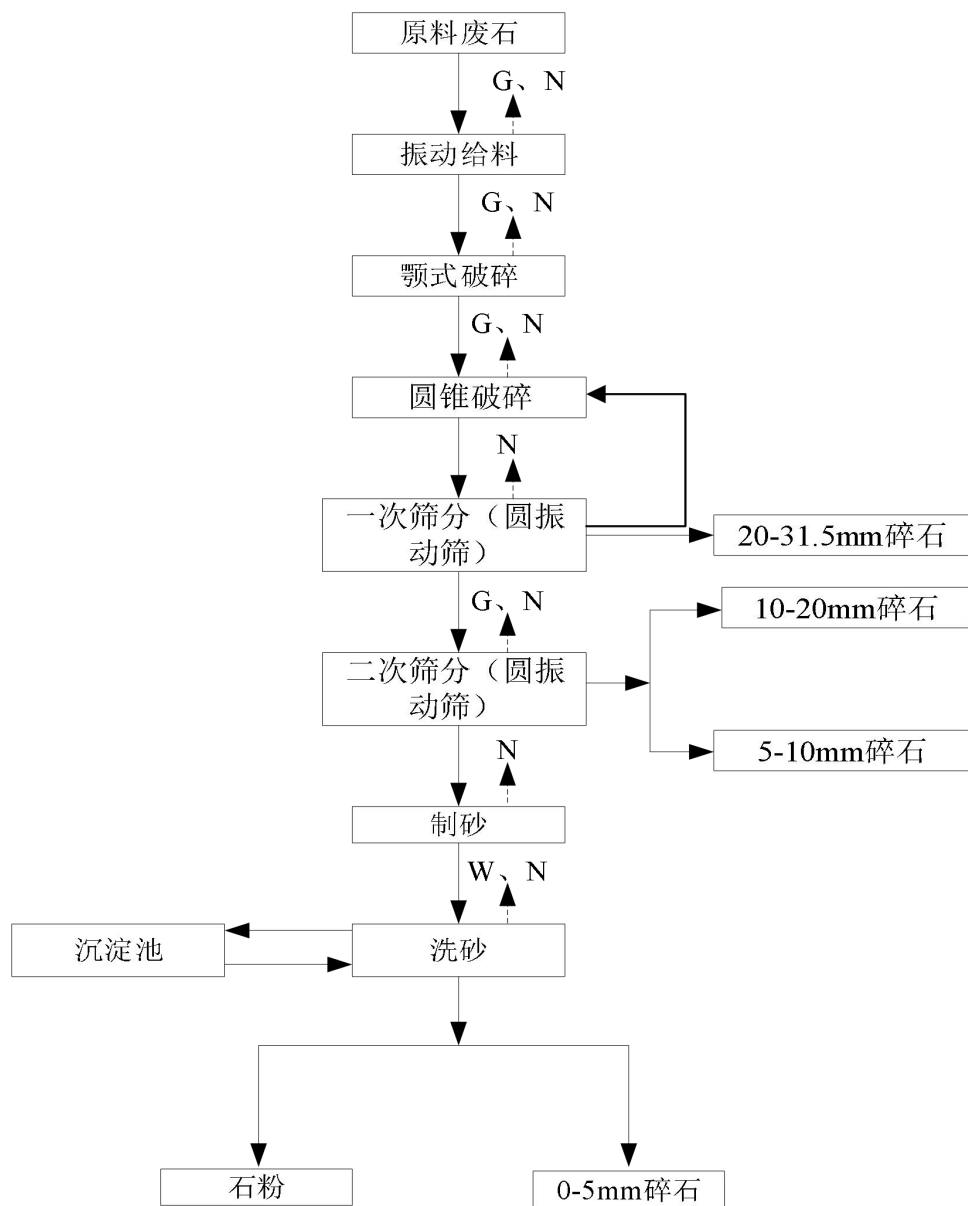 原料废石
G、N
振动给料
G、N
颚式破碎
G、N
圆锥破碎
N
一次筛分（圆振
动筛）
20-31.5mm碎石
G、N
10-20mm碎石
二次筛分（圆振
动筛）
5-10mm碎石
N
制砂
W、N
沉淀池
洗砂
石粉
0-5mm碎石